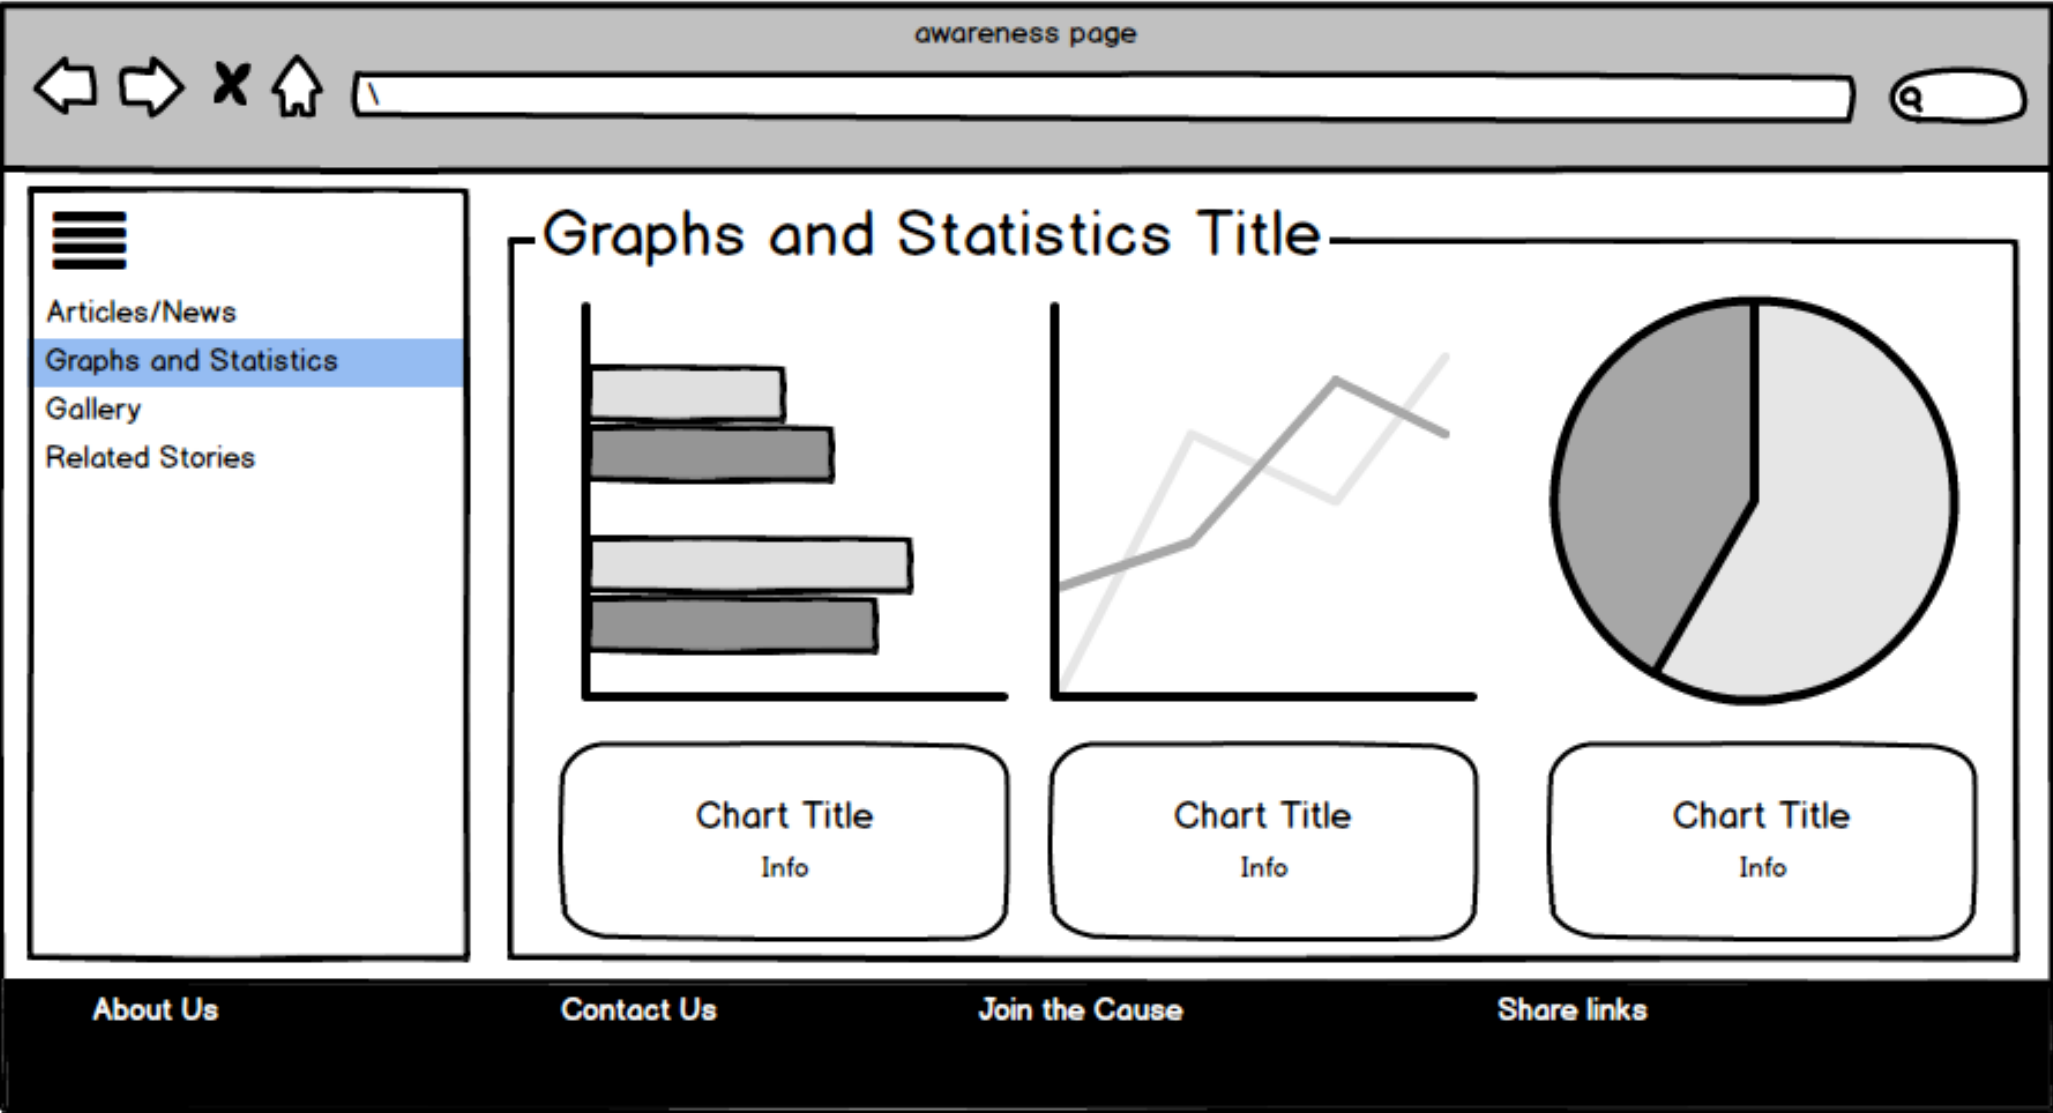 awareness page
\
Articles/News
Graphs and Statistics
Gallery
Related Stories
Graphs and Statistics Title
Chart Title
Info
Chart Title
Info
Chart Title
Info
About Us
Contact Us
Join the Cause
Share links